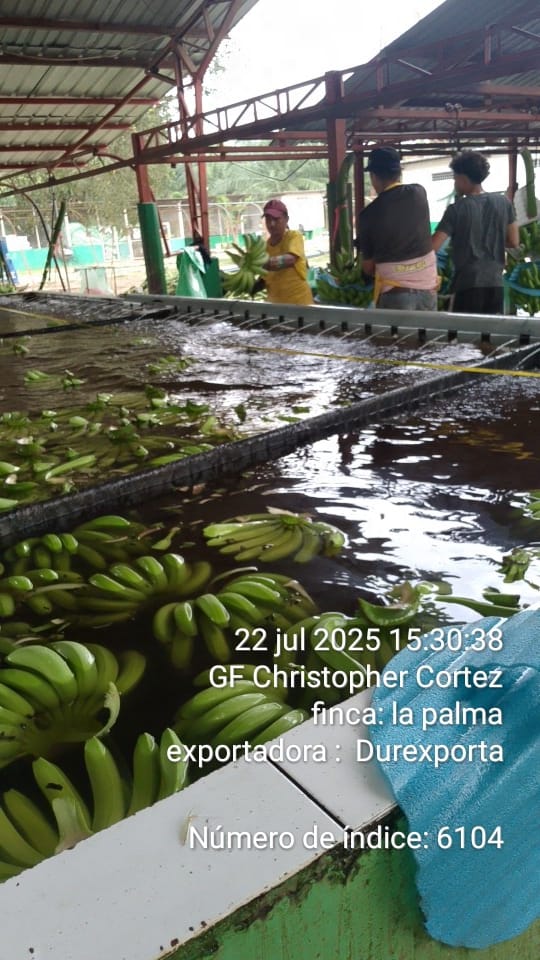 22 jul 2025 15:30:38
GF Christopher Cortez
finca: la palma
exportadora :  Durexporta
Número de índice: 6104